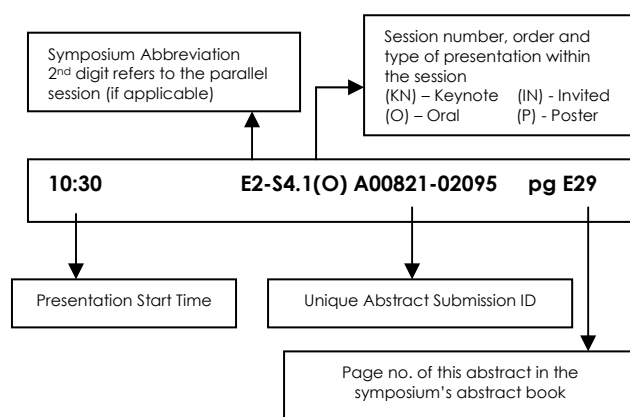 Symposium Abbreviation
2nd digit refers to the parallel
session (if applicable)
Session number, order and
type of presentation within
the session
(KN) – Keynote (IN) - Invited
(O) – Oral (P) - Poster
10:30 E2-S4.1(O) A00821-02095 pg E29
Presentation Start Time
Unique Abstract Submission ID
Page no. of this abstract in the
symposium's abstract book